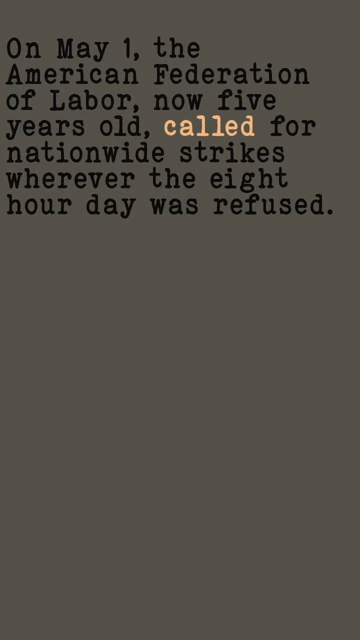 On May 1, the
American Federation
of Labor, now five
years old, called for
nationwide strikes
wherever the eight
hour day was refused.